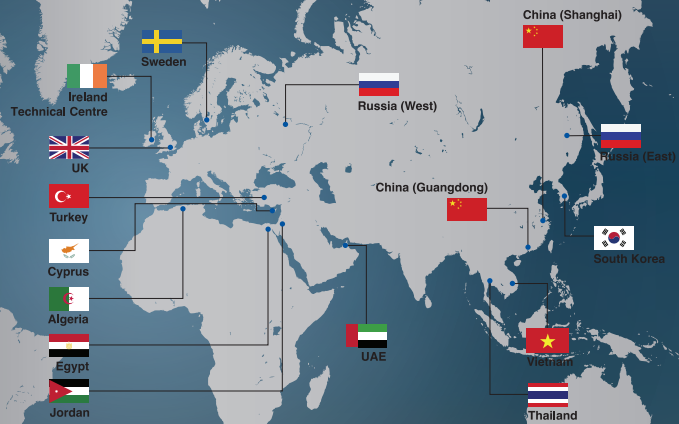 China (Shanghai)
Sweden
Ireland
Technical Centre
Russia (West)
Russia (East)
UK
China (Guangdong)
Turkey
South Korea
Cyprus
Algeria
UAE
Egypt
Vietnam
Jordan
Thailand